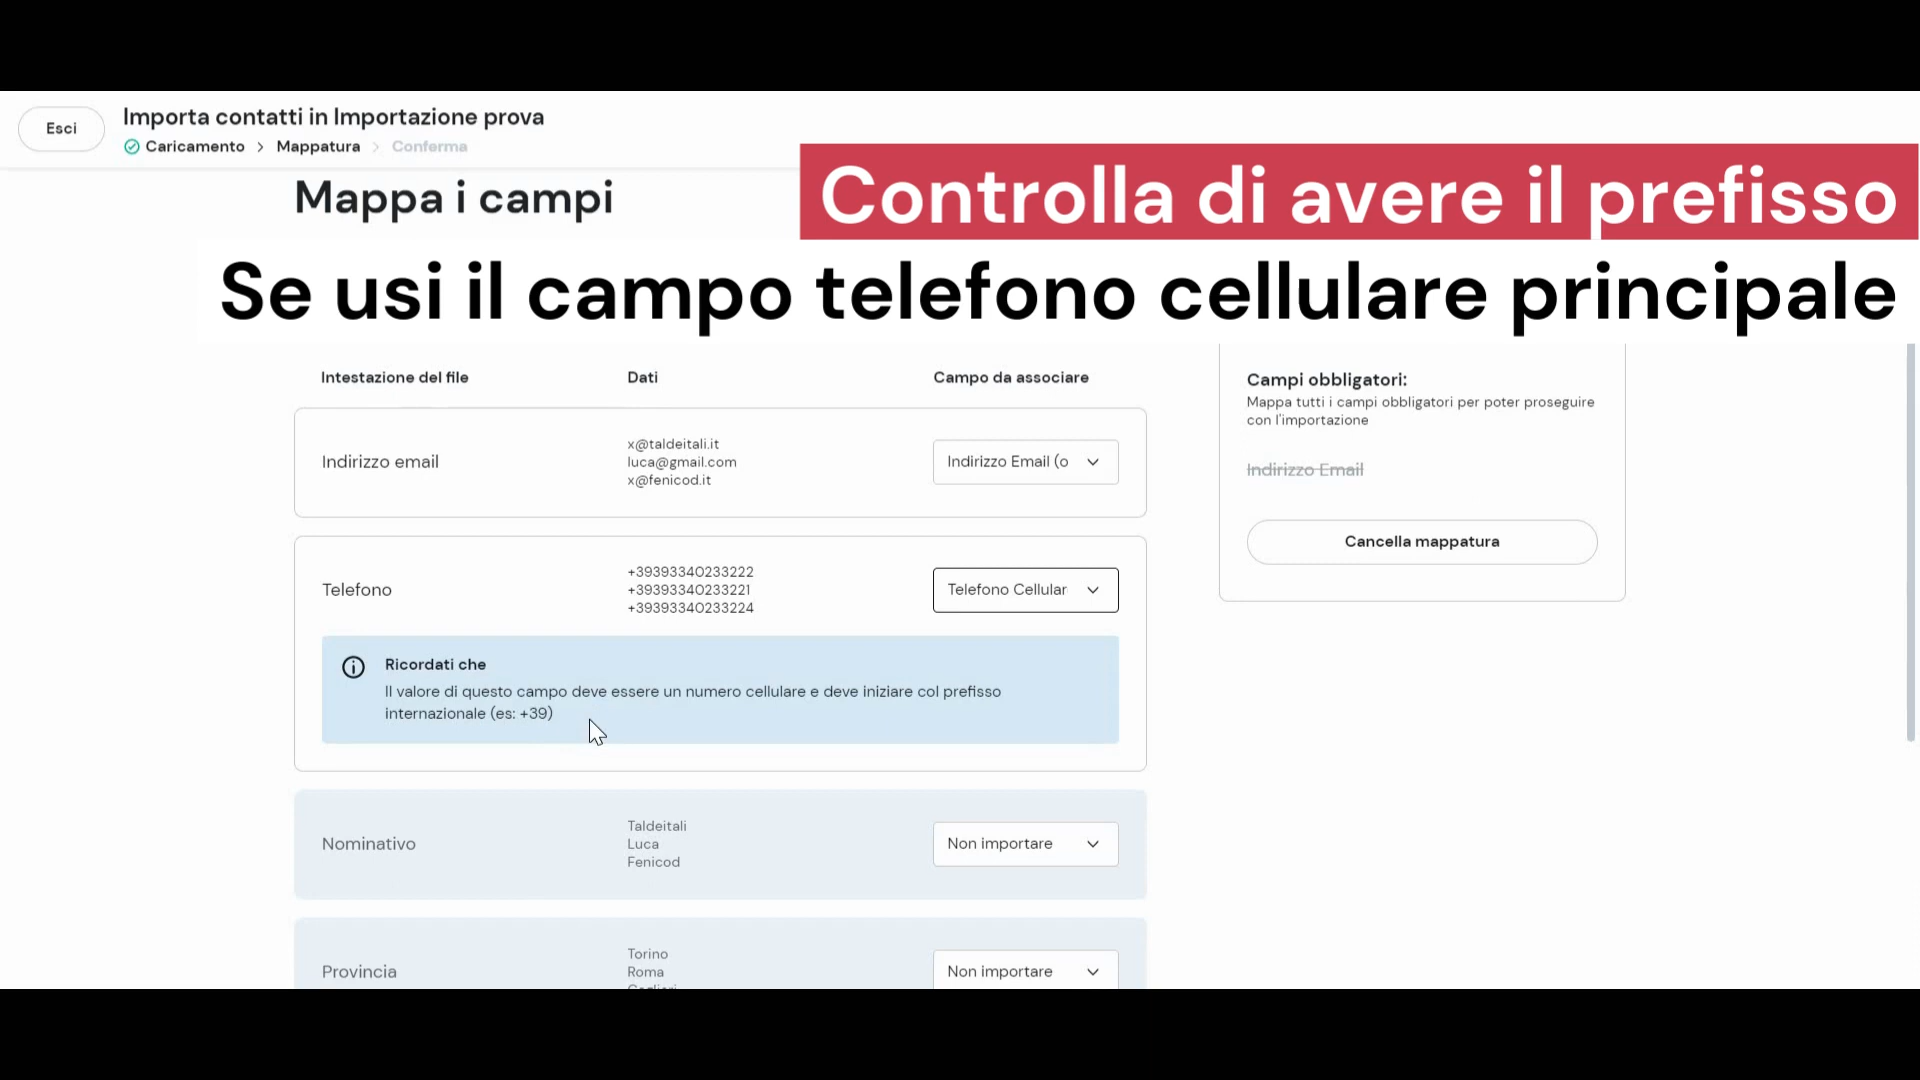 Esci
Importa contatti in Importazione prova
Caricamento > Mappatura > Conferma
Mappa i campi
Controlla di avere il prefisso
Se usi il campo telefono cellulare principale
Intestazione del file
Dati
Campo da associare
Indirizzo email
x@taldeitali.it
luca@gmail.com
x@fenicod.it
Indirizzo Email (o
Telefono
+39393340233222
+39393340233221
+39393340233224
Telefono Cellular
Ricordati che
Il valore di questo campo deve essere un numero cellulare e deve iniziare col prefisso
internazionale (es: +39)
Nominativo
Taldeitali
Luca
Fenicod
Non importare
Provincia
Torino
Roma
Non importare
Campi obbligatori:
Mappa tutti i campi obbligatori per poter proseguire
con l'importazione
Indirizzo Email
Cancella mappatura